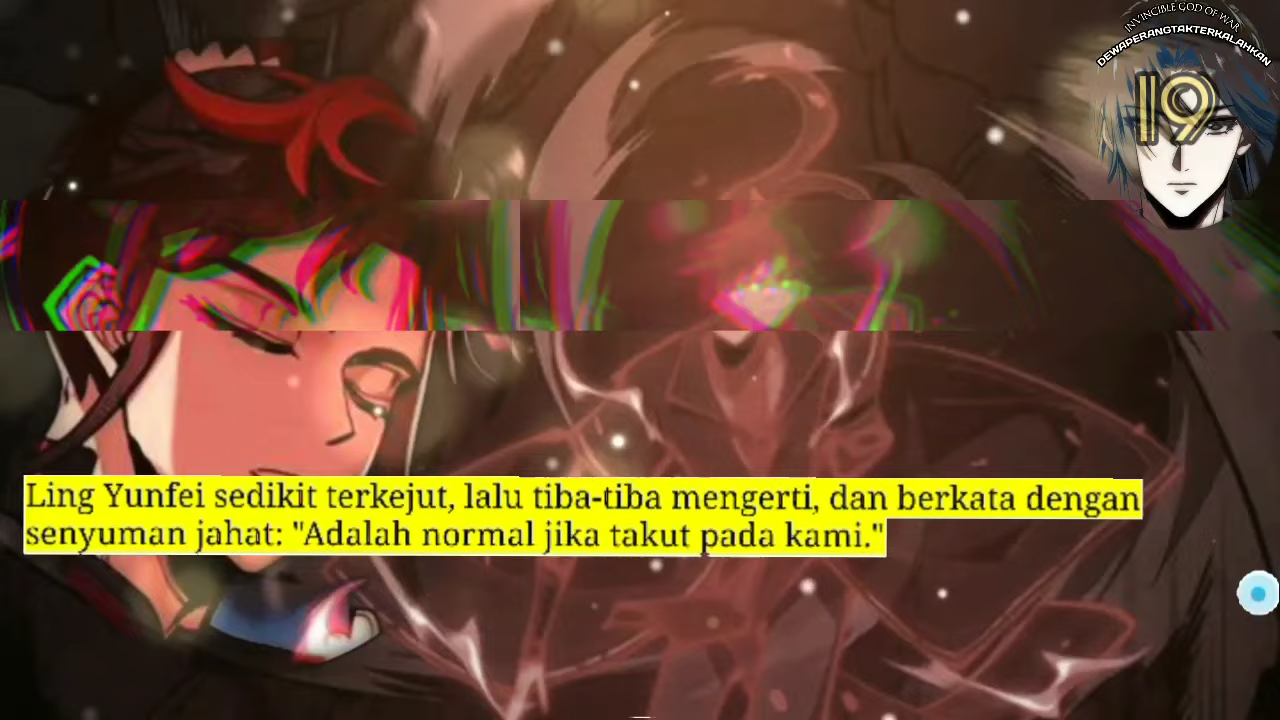 INVINCIBLE GOD OF WAR
DEWAPERANGTAKTERKALAHKAN
19
Ling Yunfei sedikit terkejut, lalu tiba-tiba mengerti, dan berkata dengan
senyuman jahat: "Adalah normal jika takut pada kami."